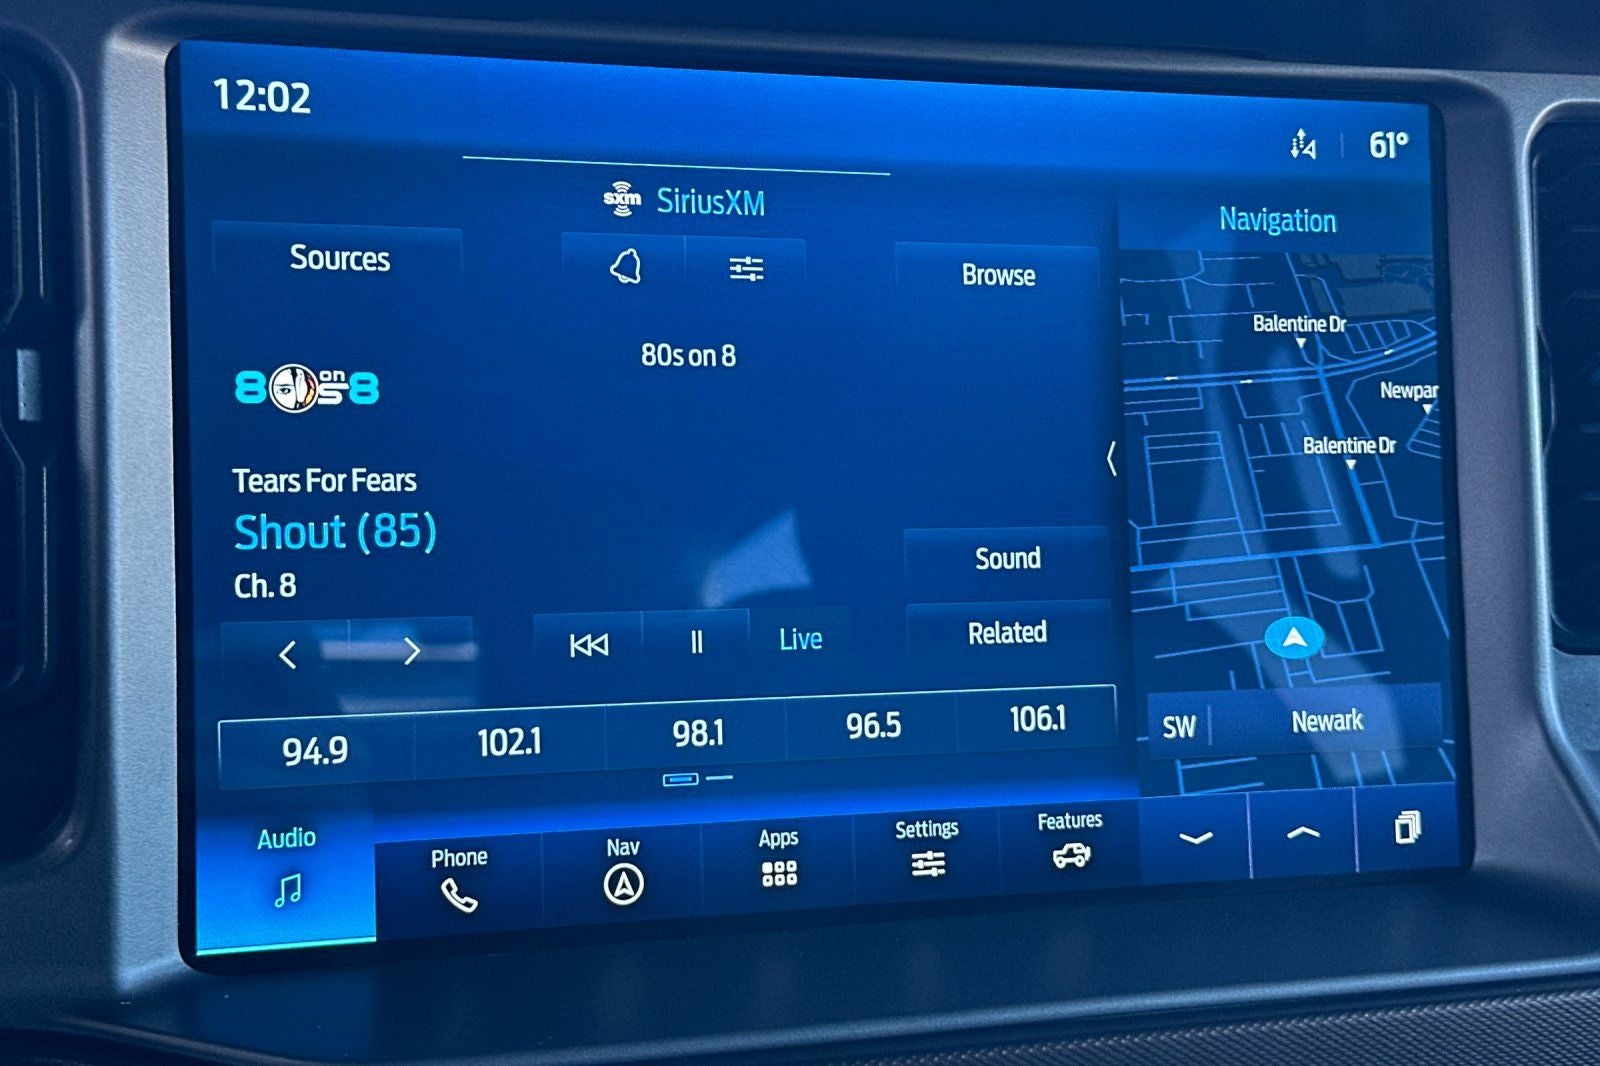 12:02
61°
sxm SiriusXM
Navigation
Sources
Browse
80s on 8
80s on 8
Tears For Fears
Shout (85)
Ch. 8
Live
Sound
Related
94.9
102.1
98.1
96.5
106.1
Balentine Dr
Newpar
Balentine Dr
SW
Newark
Audio
Phone
Nav
Apps
Settings
Features